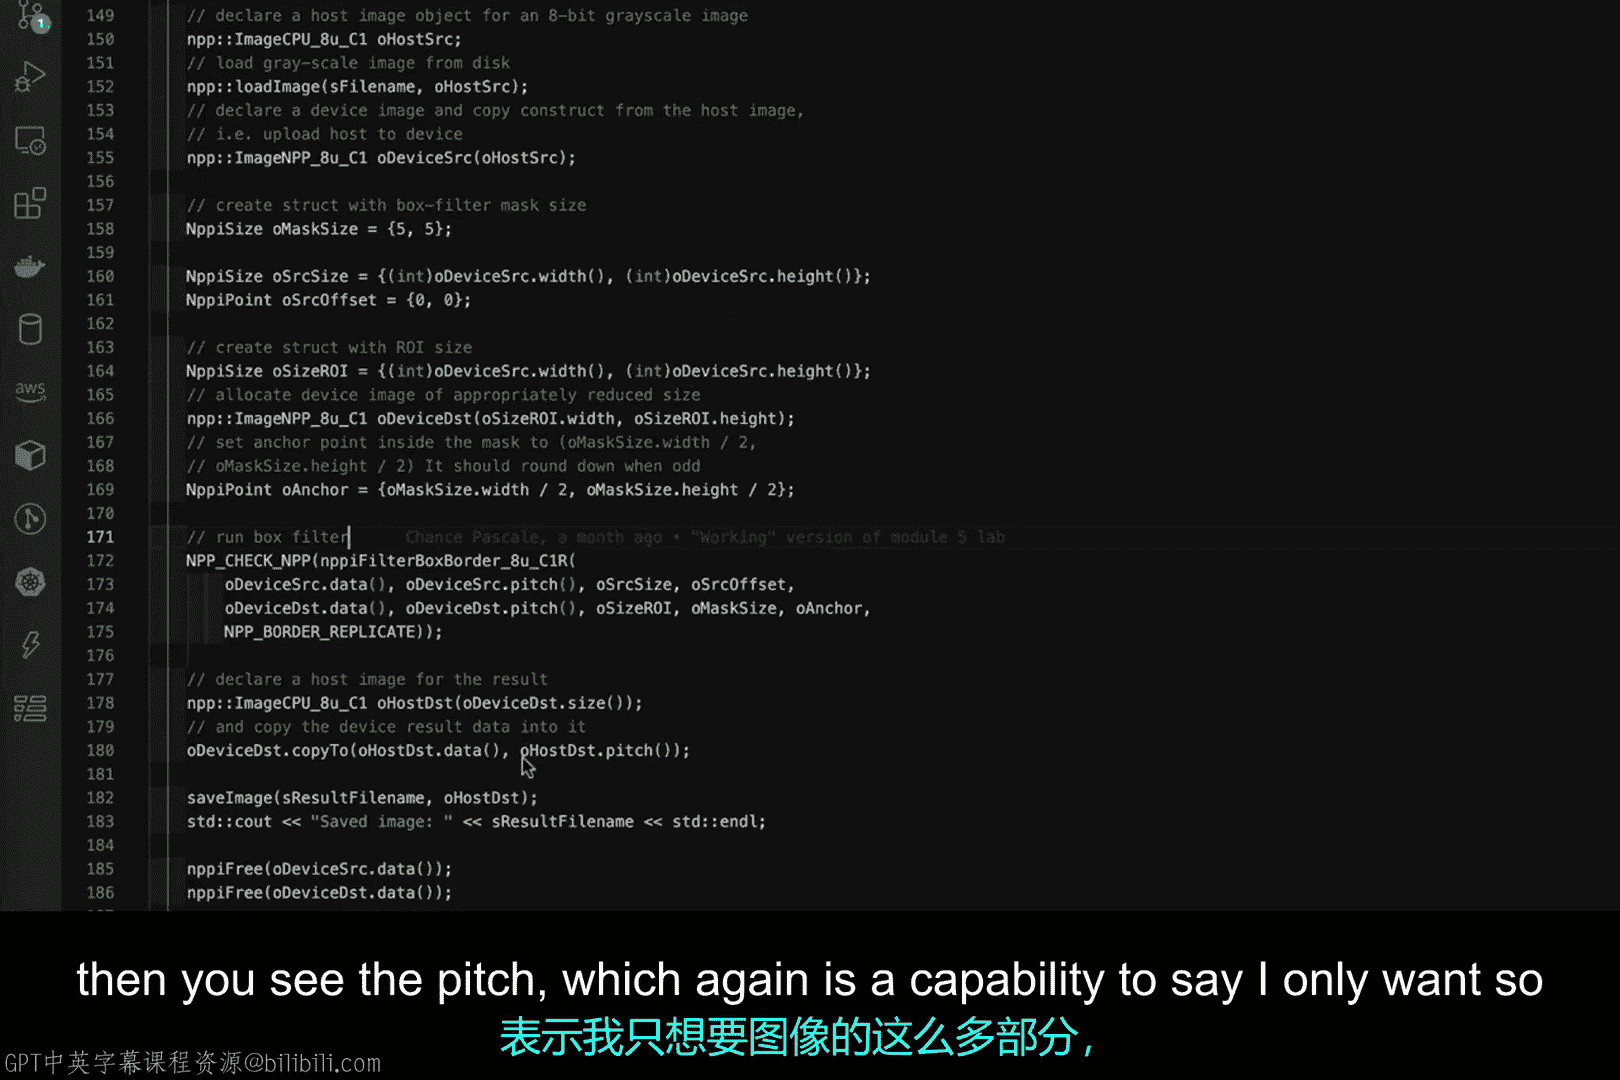 1
149 // declare a host image object for an 8-bit grayscale image
150 npp::ImageCPU_8u_C1 oHostSrc;
151 // load gray-scale image from disk
152 npp::loadImage(sFilename, oHostSrc);
153 // declare a device image and copy construct from the host image,
154 // i.e. upload host to device
155 npp::ImageNPP_8u_C1 oDeviceSrc(oHostSrc);
156
157 // create struct with box-filter mask size
158 NppiSize oMaskSize = {5, 5};
159
160 NppiSize oSrcSize = {(int)oDeviceSrc.width(), (int)oDeviceSrc.height()};
161 NppiPoint oSrcOffset = {0, 0};
162
163 // create struct with ROI size
164 NppiSize oSizeROI = {(int)oDeviceSrc.width(), (int)oDeviceSrc.height()};
165 // allocate device image of appropriately reduced size
166 npp::ImageNPP_8u_C1 oDeviceDst(oSizeROI.width, oSizeROI.height);
167 // set anchor point inside the mask to (oMaskSize.width / 2,
168 // oMaskSize.height / 2) It should round down when odd
169 NppiPoint oAnchor = {oMaskSize.width / 2, oMaskSize.height / 2};
170
171 // run box filter Chance Pascale, a month ago • "Working" version of module 5 lab
172 NPP_CHECK_NPP(nppiFilterBoxBorder_8u_C1R(
173 oDeviceSrc.data(), oDeviceSrc.pitch(), oSrcSize, oSrcOffset,
174 oDeviceDst.data(), oDeviceDst.pitch(), oSizeROI, oMaskSize, oAnchor,
175 NPP_BORDER_REPLICATE));
176
177 // declare a host image for the result
178 npp::ImageCPU_8u_C1 oHostDst(oDeviceDst.size());
179 // and copy the device result data into it
180 oDeviceDst.copyTo(oHostDst.data(), oHostDst.pitch());
181
182 saveImage(sResultFilename, oHostDst);
183 std::cout << "Saved image: " << sResultFilename << std::endl;
184
185 nppiFree(oDeviceSrc.data());
186 nppiFree(oDeviceDst.data());
aws
then you see the pitch, which again is a capability to say I only want so
表示我只想要图像的这么多部分，
GPT中英字幕课程资源@bilibili.com